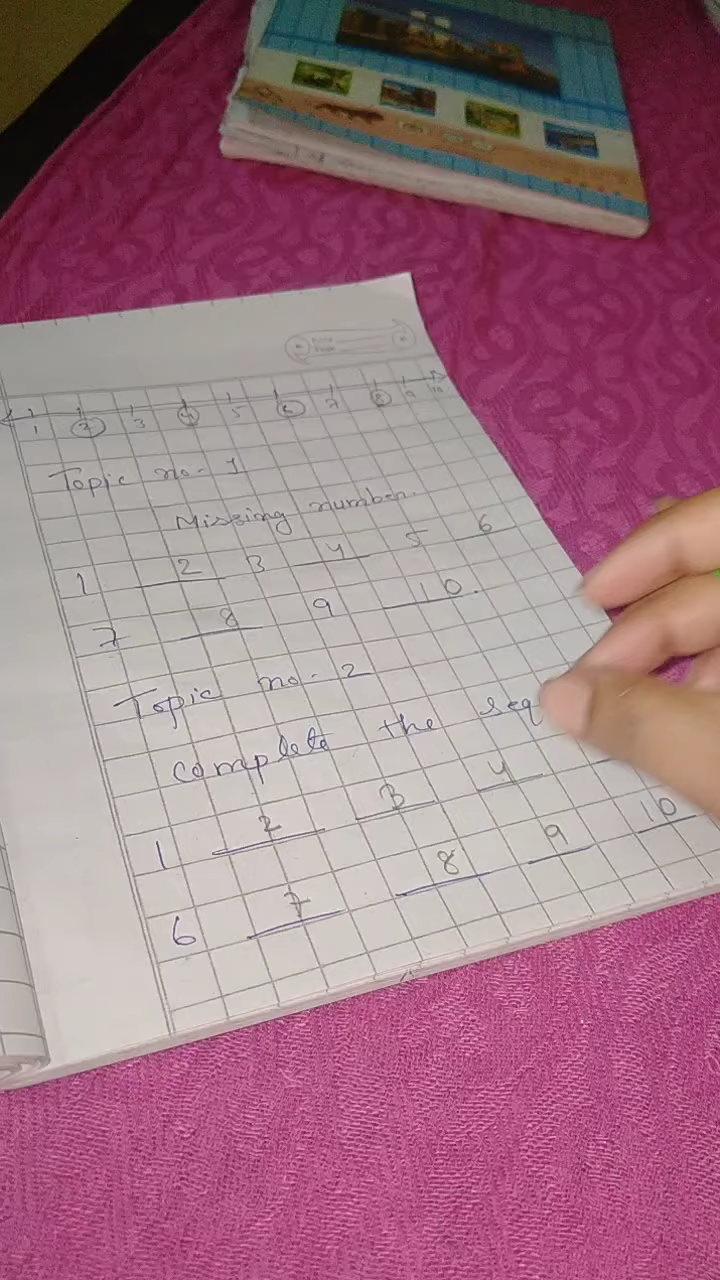 1 2 3 4 5 6 7 8 9 10
Topic no. 1
Missing number.
1 2 3 4 5 6
7 8 9 10.
Topic no. 2
complete the seq
1 2 3 4
6 7 8 9 10